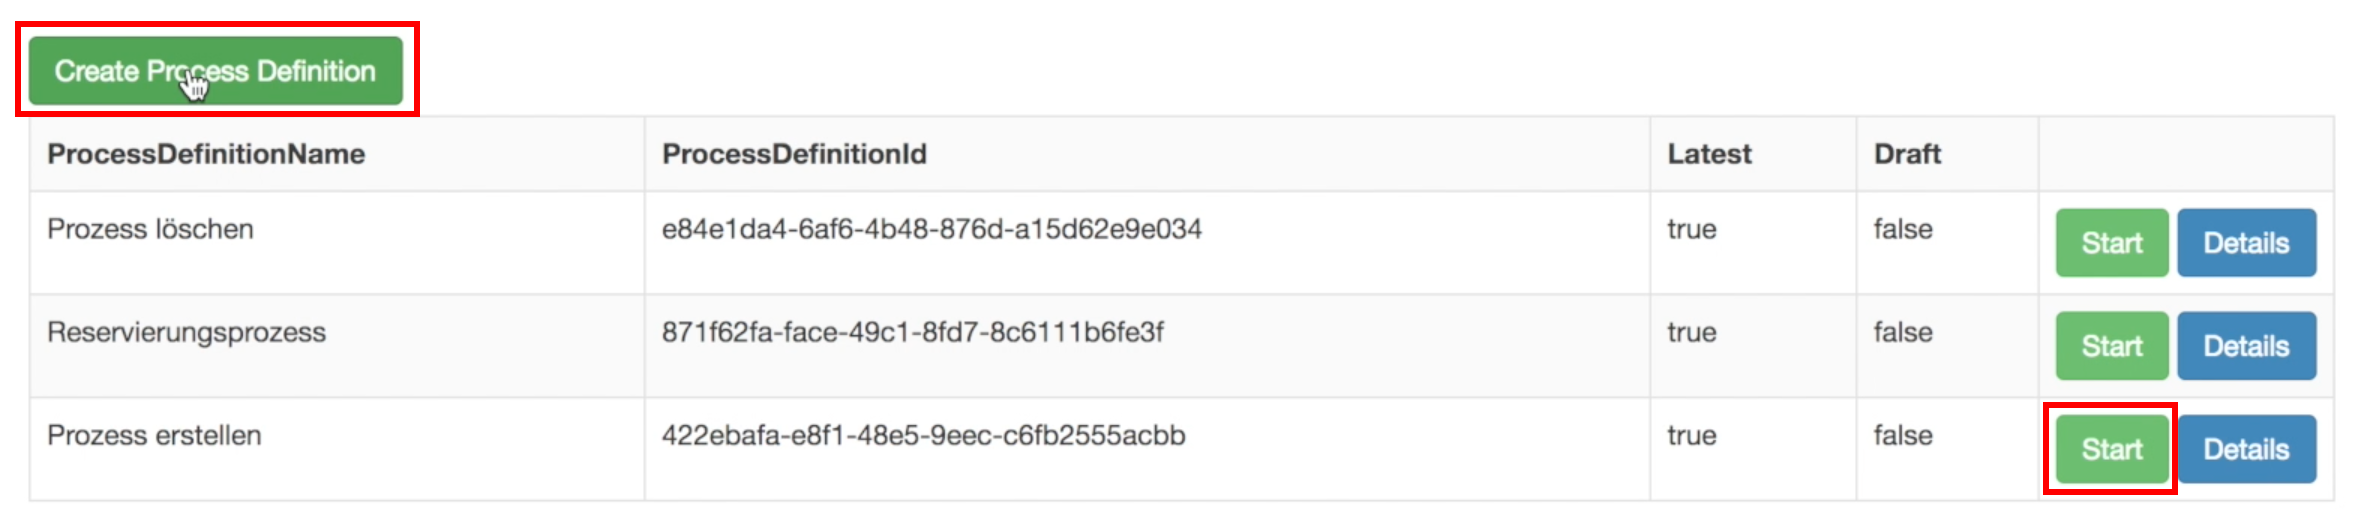 Create Process Definition
ProcessDefinitionName ProcessDefinitionId Latest Draft
Prozess löschen e84e1da4-6af6-4b48-876d-a15d62e9e034 true false Start Details
Reservierungsprozess 871f62fa-face-49c1-8fd7-8c6111b6fe3f true false Start Details
Prozess erstellen 422ebafa-e8f1-48e5-9eec-c6fb2555acbb true false Start Details